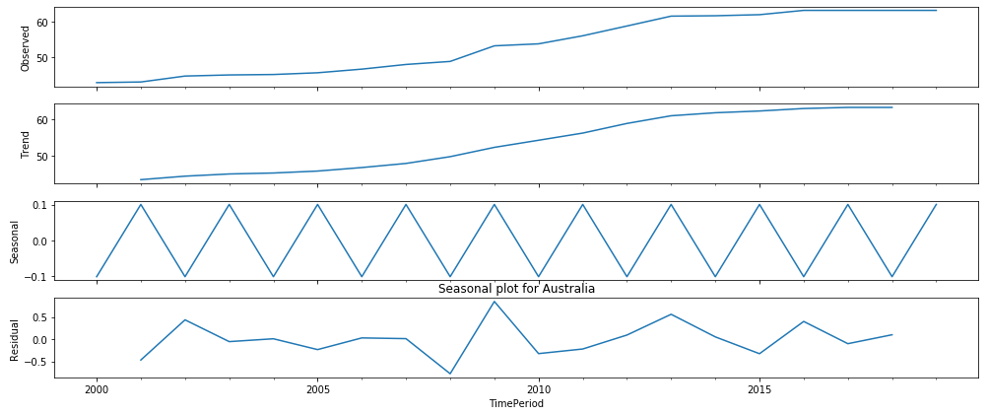 60
50
Observed
60
50
Trend
0.1
0.0
−0.1
Seasonal
Seasonal plot for Australia
0.5
0.0
−0.5
Residual
2000 2005 2010 2015
TimePeriod